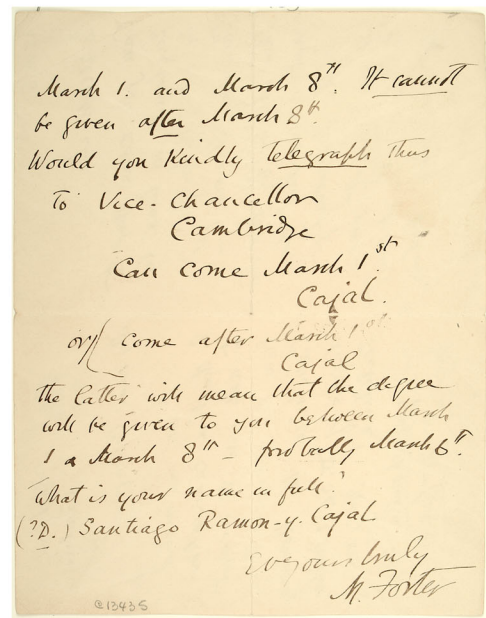 March 1. and March 8th. It cannot
be given after March 8th.
Would you kindly telegraph thus
To Vice-Chancellor
Cambridge
Can come March 1st.
Cajal.
or come after March 1st.
Cajal
the latter will mean that the degree
will be given to you between March
1 & March 8th – probably March 6th.
What is your name in full?
(?D.) Santiago Ramon-y-Cajal
yours truly
M. Foster
@13435